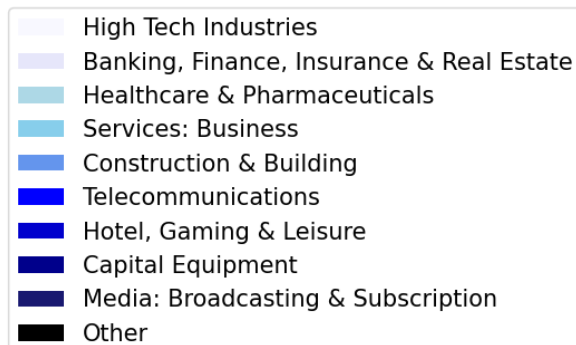 High Tech Industries
Banking, Finance, Insurance & Real Estate
Healthcare & Pharmaceuticals
Services: Business
Construction & Building
Telecommunications
Hotel, Gaming & Leisure
Capital Equipment
Media: Broadcasting & Subscription
Other